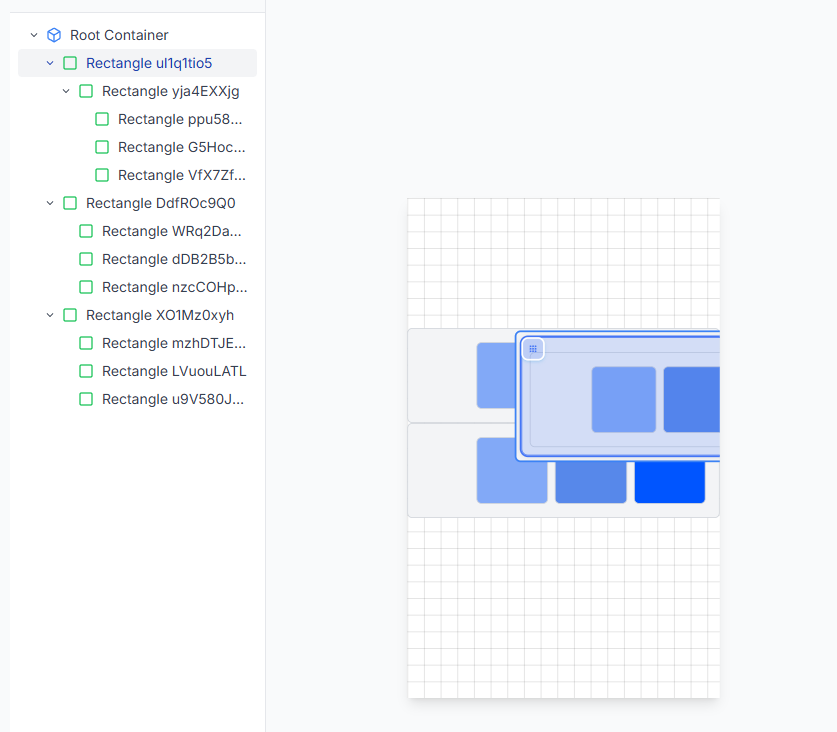 Root Container
Rectangle ul1q1tio5
Rectangle yja4EXXjg
Rectangle ppu58...
Rectangle G5Hoc...
Rectangle VfX7Zf...
Rectangle DdfROc9Q0
Rectangle WRq2Da...
Rectangle dDB2B5b...
Rectangle nzcCOHp...
Rectangle XO1Mz0xyh
Rectangle mzhDTJE...
Rectangle LVuouLATL
Rectangle u9V580J...